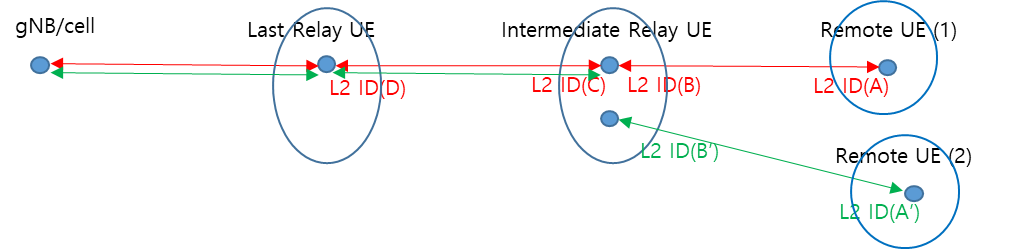 gNB/cell
Last Relay UE
Intermediate Relay UE
Remote UE (1)
L2 ID(D)
L2 ID(C)
L2 ID(B)
L2 ID(A)
L2 ID(B’)
Remote UE (2)
L2 ID(A’)